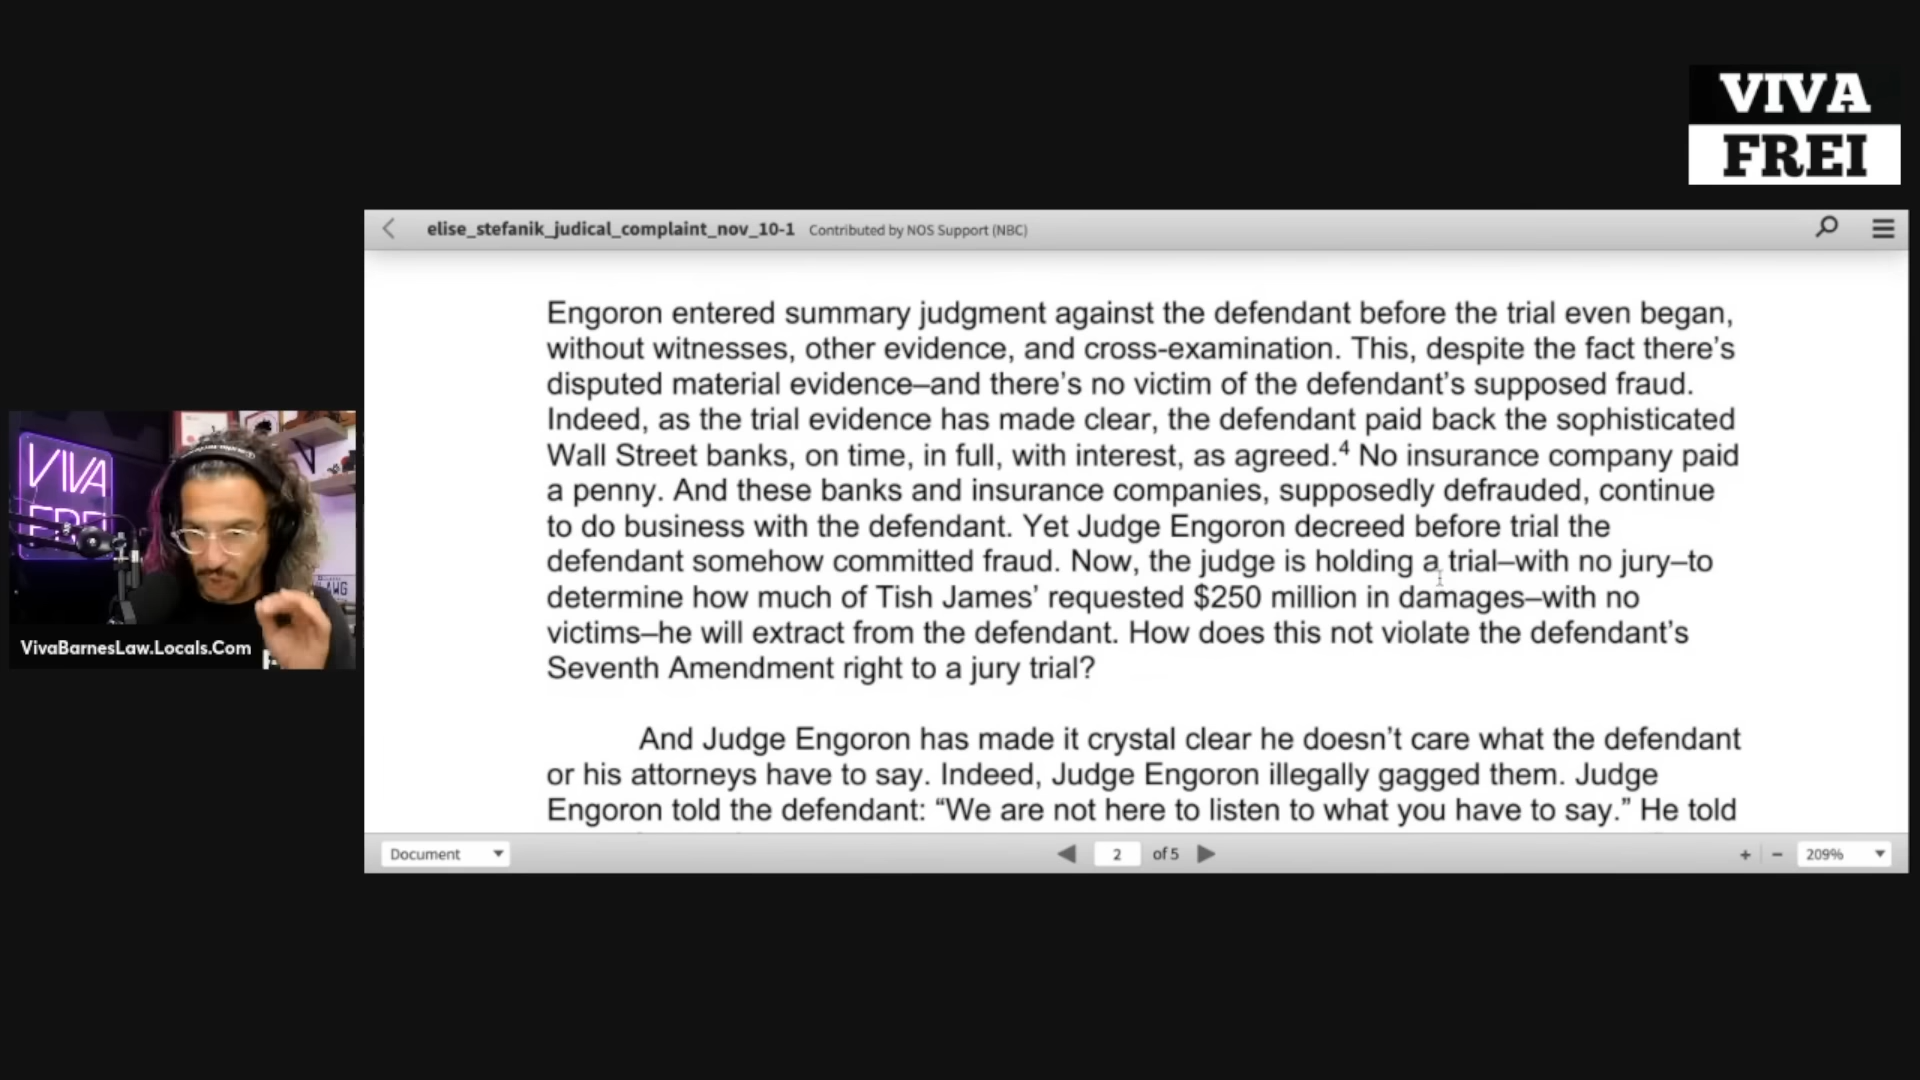 VIVA
FREI
elise_stefanik_judical_complaint_nov_10-1 Contributed by NOS Support (NBC)
Engoron entered summary judgment against the defendant before the trial even began,
without witnesses, other evidence, and cross-examination. This, despite the fact there's
disputed material evidence–and there's no victim of the defendant's supposed fraud.
Indeed, as the trial evidence has made clear, the defendant paid back the sophisticated
Wall Street banks, on time, in full, with interest, as agreed.4 No insurance company paid
a penny. And these banks and insurance companies, supposedly defrauded, continue
to do business with the defendant. Yet Judge Engoron decreed before trial the
defendant somehow committed fraud. Now, the judge is holding a trial–with no jury–to
determine how much of Tish James' requested $250 million in damages–with no
victims–he will extract from the defendant. How does this not violate the defendant's
Seventh Amendment right to a jury trial?
And Judge Engoron has made it crystal clear he doesn't care what the defendant
or his attorneys have to say. Indeed, Judge Engoron illegally gagged them. Judge
Engoron told the defendant: “We are not here to listen to what you have to say.” He told
Document
2 of 5
+ − 209%
VIVA
FREI
VivaBarnesLaw.Locals.Com